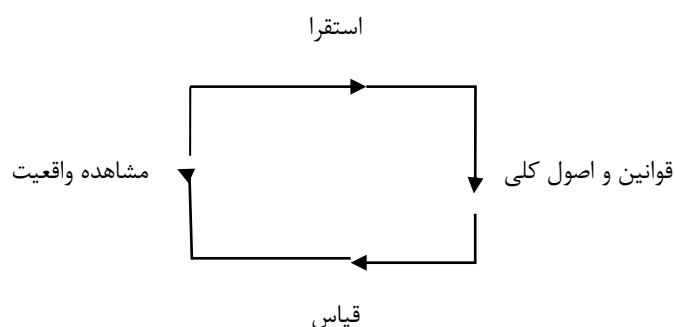 استقرا
قوانین و اصول کلی
مشاهده واقعیت
قیاس